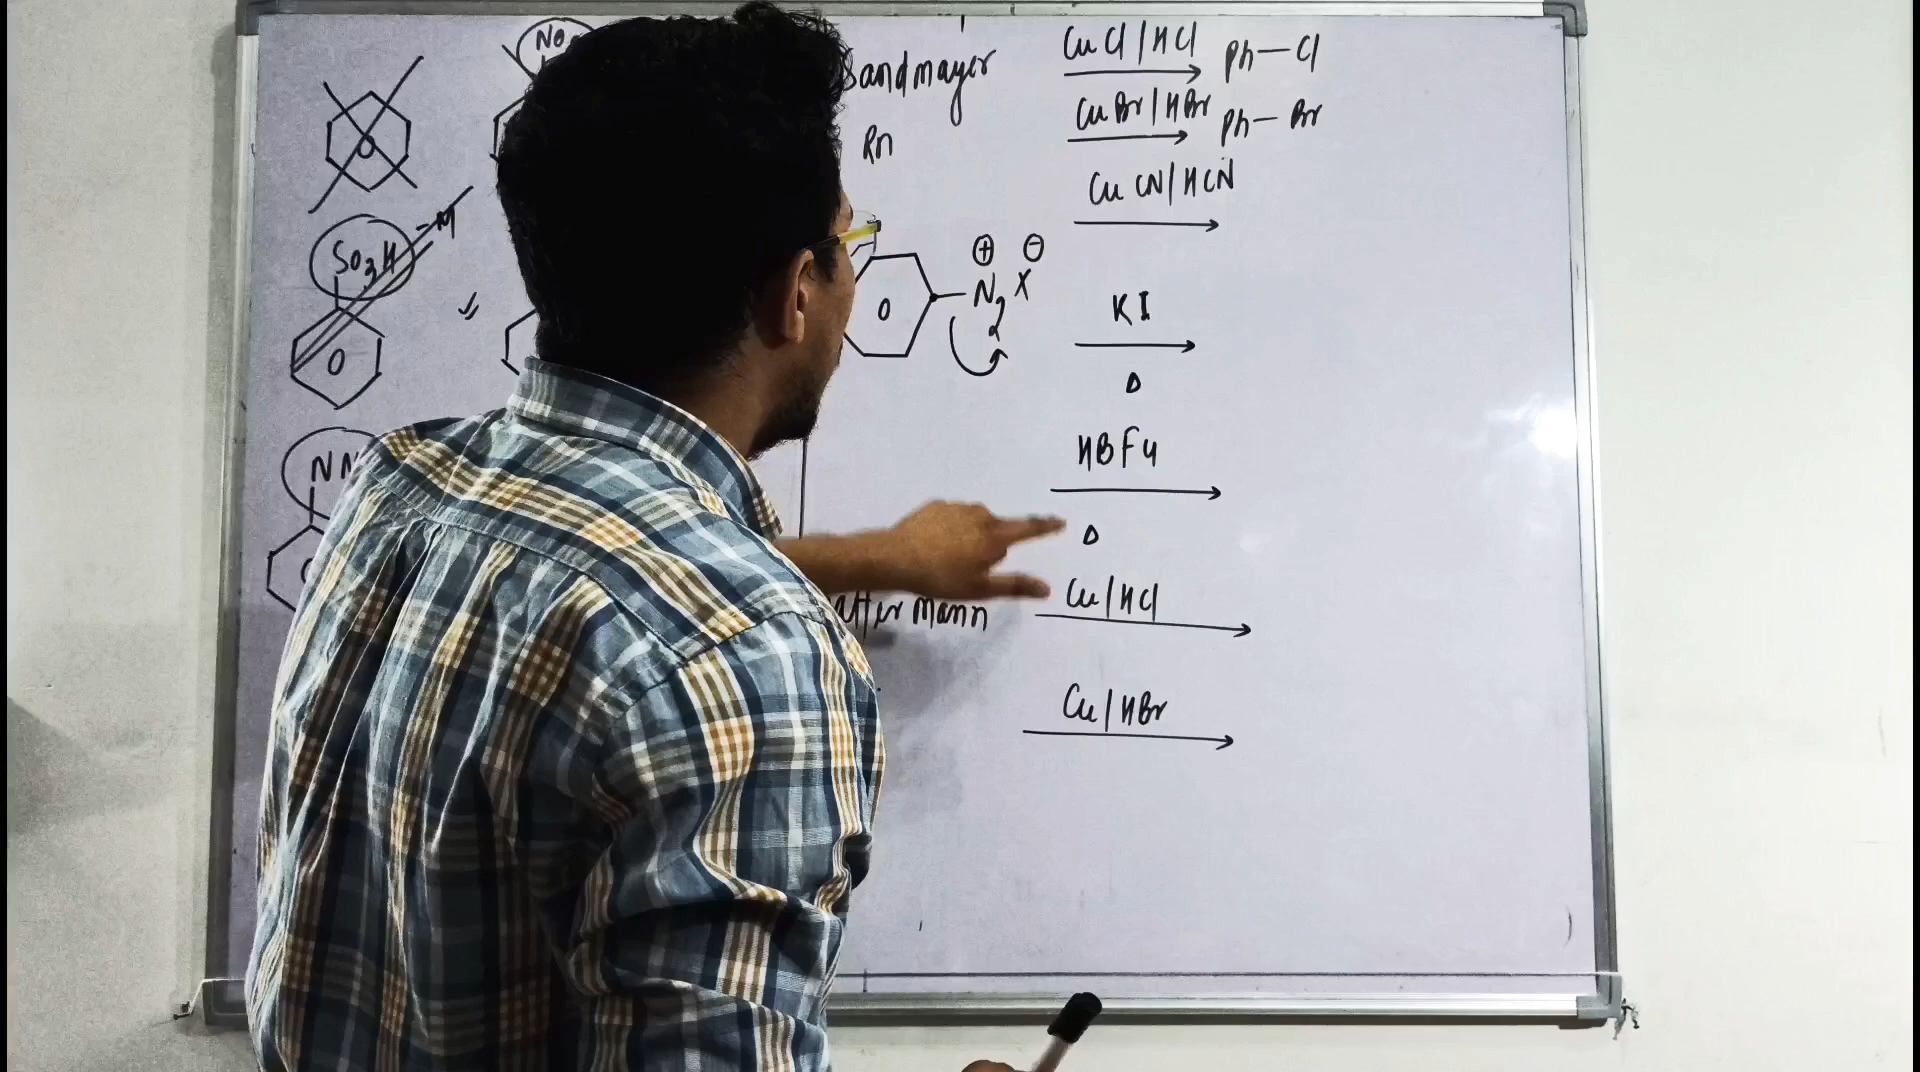 NO
Sandmayer
Rn
CuCl/HCl
Ph-Cl
CuBr/HBr
Ph-Br
CuCN/HCN
SO3H
-M
N2 X
+ -
KI
Δ
HBF4
Δ
attermann
Cu/HCl
Cu/HBr